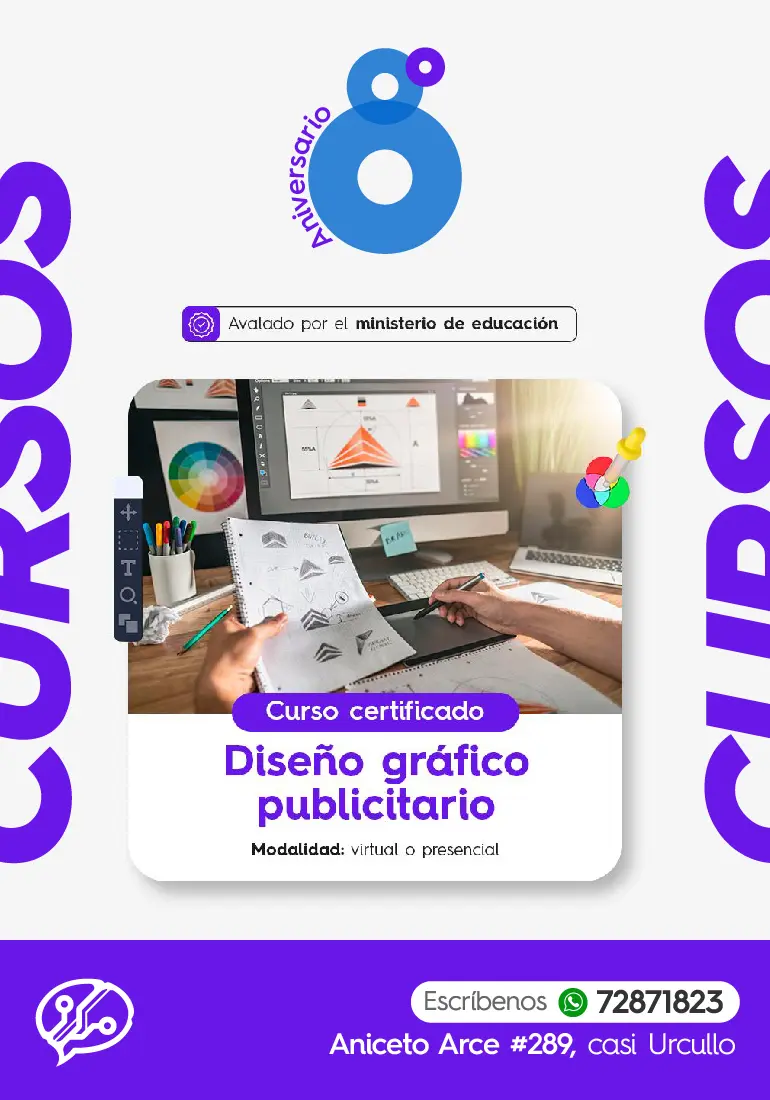 Aniversario
8
Avalado por el ministerio de educación
CURSOS
CURSOS
T
Curso certificado
Diseño gráfico
publicitario
Modalidad: virtual o presencial
Escríbenos 72871823
Aniceto Arce #289, casi Urcullo